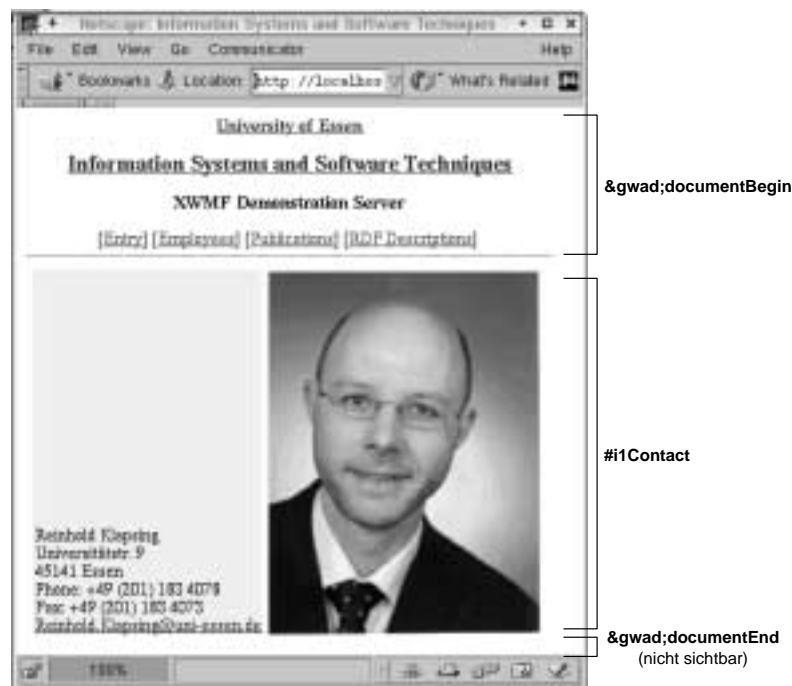 Netscape: Information Systems and Software Techniques
File Edit View Go Communicator Help
Bookmarks Location: http://localhos What's Related
University of Essen
Information Systems and Software Techniques
XWMF Demonstration Server
[Entry] [Employees] [Publications] [RDF Descriptions]
&gwad;documentBegin
#i1Contact
Reinhold Klapsing
Universitätstr. 9
45141 Essen
Phone: +49 (201) 183 4078
Fax: +49 (201) 183 4073
Reinhold.Klapsing@uni-essen.de
&gwad;documentEnd
(nicht sichtbar)
100%